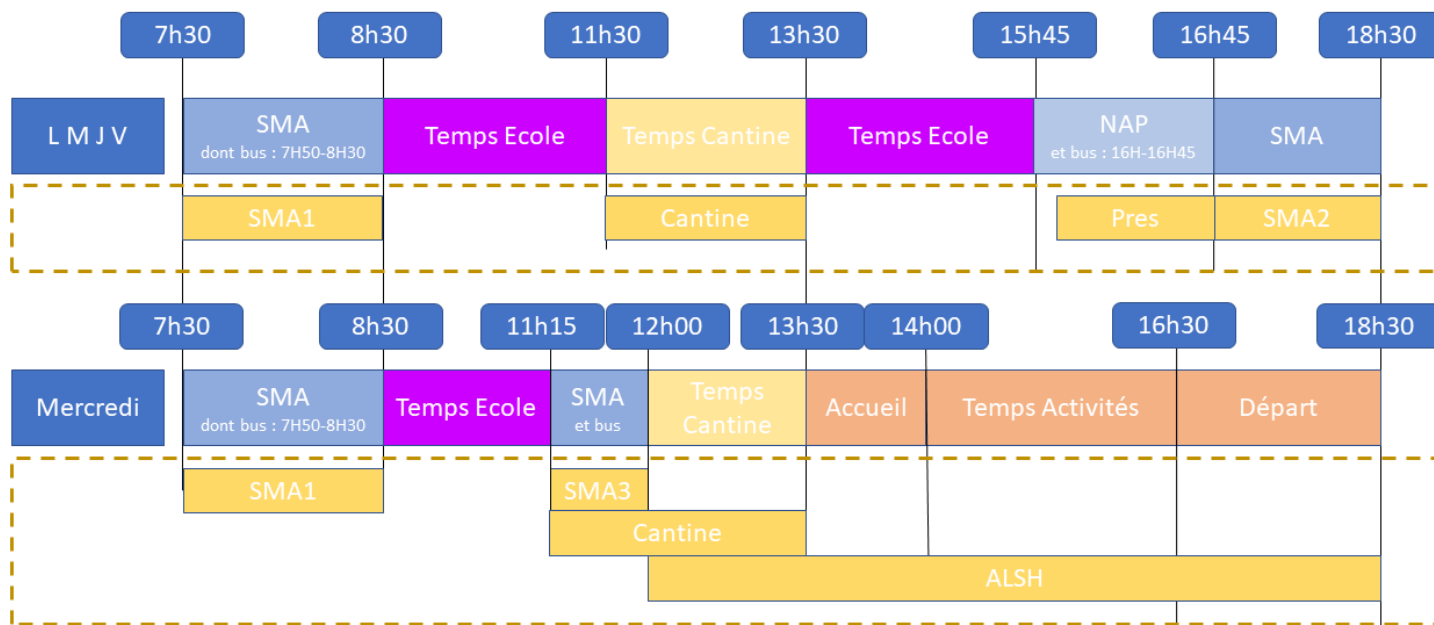 7h30 8h30 11h30 13h30 15h45 16h45 18h30
L M J V
SMA
dont bus : 7H50-8H30
Temps Ecole
Temps Cantine
Temps Ecole
NAP
et bus : 16H-16H45
SMA
SMA1 Cantine Pres SMA2
7h30 8h30 11h15 12h00 13h30 14h00 16h30 18h30
Mercredi
SMA
dont bus : 7H50-8H30
Temps Ecole
SMA
et bus
Temps
Cantine
Accueil
Temps Activités
Départ
SMA1 SMA3
Cantine
ALSH